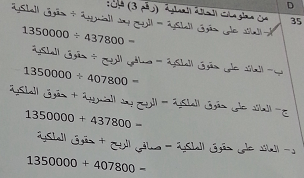 D
35 من معلومات الحالة العملية (3 رقم) فإن:
أ- العائد على حقوق الملكية = الربح بعد الضريبة ÷ حقوق الملكية
1350000 ÷ 437800 =
ب- العائد على حقوق الملكية = صافي الربح ÷ حقوق الملكية
1350000 ÷ 407800 =
ج- العائد على حقوق الملكية = الربح بعد الضريبة + حقوق الملكية
1350000 + 437800 =
د- العائد على حقوق الملكية = صافي الربح + حقوق الملكية
1350000 + 407800 =